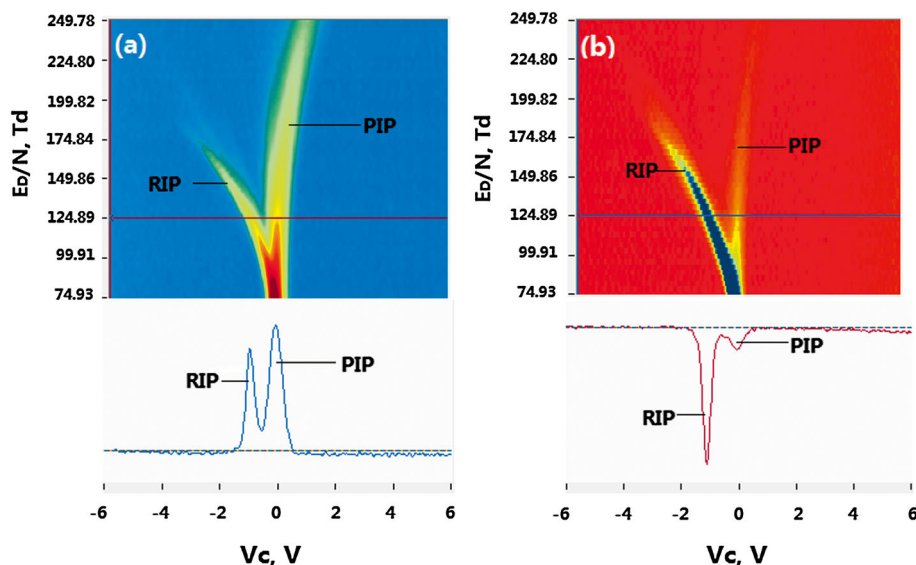 (a)
E_D/N, Td
249.78
224.80
199.82
174.84
149.86
124.89
99.91
74.93
PIP
RIP
RIP
PIP
-6 -4 -2 0 2 4 6
Vc, V
(b)
E_D/N, Td
249.78
224.80
199.82
174.84
149.86
124.89
99.91
74.93
PIP
RIP
PIP
RIP
-6 -4 -2 0 2 4 6
Vc, V